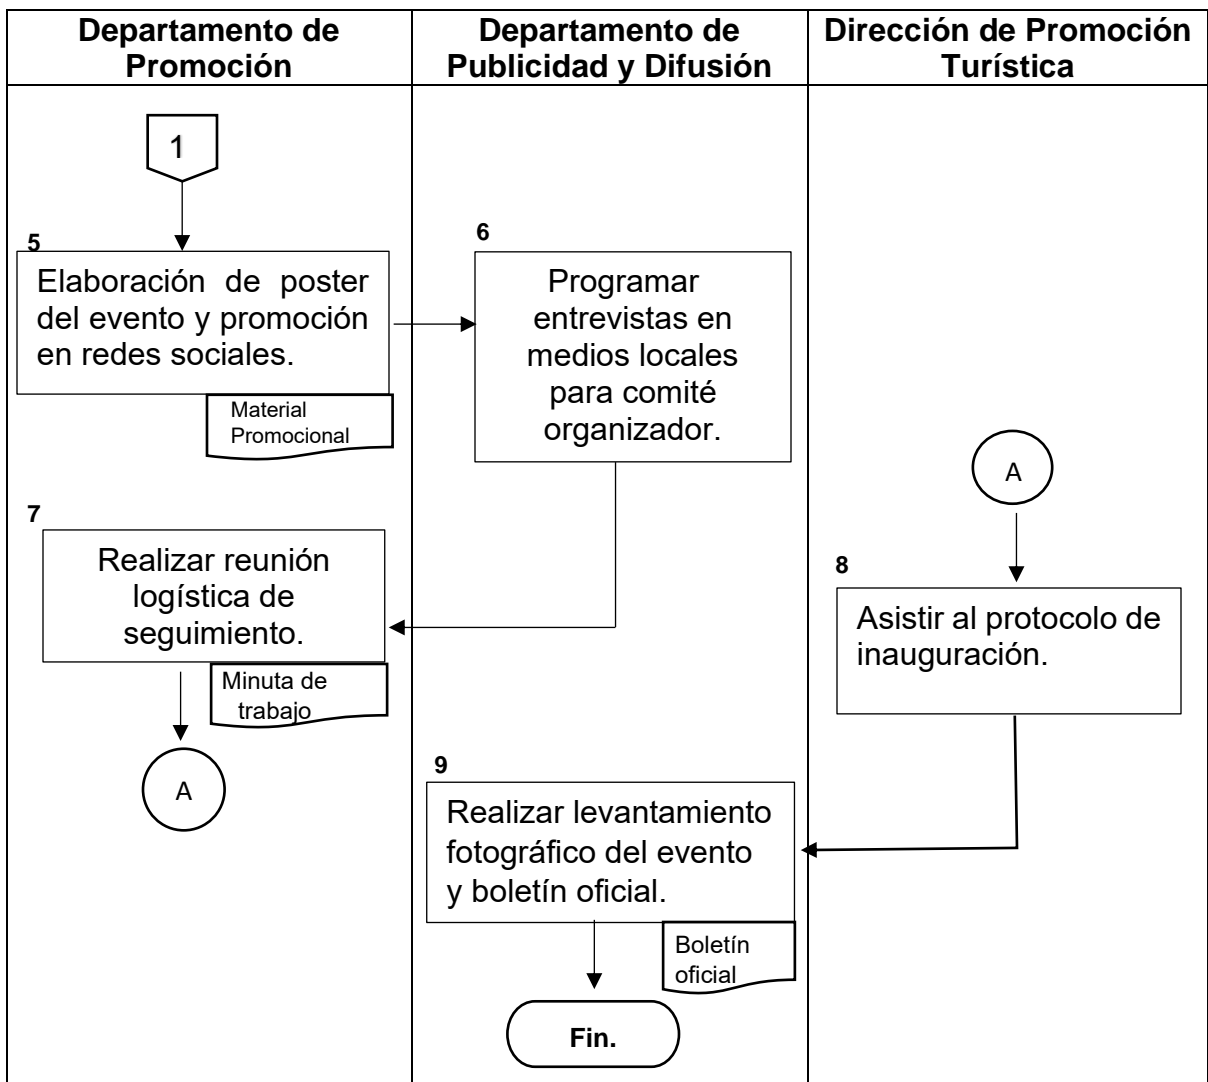 Departamento de
Promoción
Departamento de
Publicidad y Difusión
Dirección de Promoción
Turística
1
5
Elaboración de poster
del evento y promoción
en redes sociales.
Material
Promocional
6
Programar
entrevistas en
medios locales
para comité
organizador.
7
Realizar reunión
logística de
seguimiento.
Minuta de
trabajo
A
A
8
Asistir al protocolo de
inauguración.
9
Realizar levantamiento
fotográfico del evento
y boletín oficial.
Boletín
oficial
Fin.